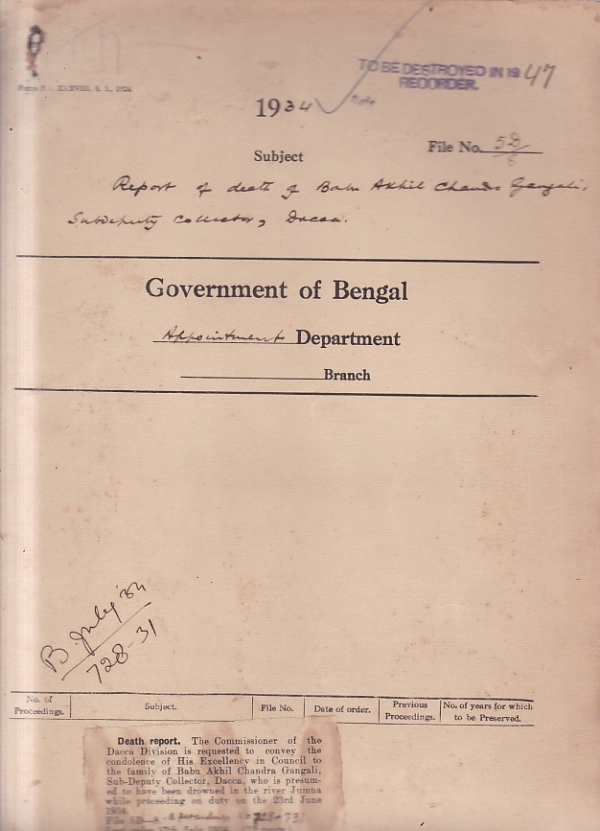 TO BE DESTROYED IN 1947
RECORDER.
1934
File No. 5D/8
Subject
Report of death of Babu Akhil Chandra Gangali,
Subdeputy Collector, Dacca.
Government of Bengal
Appointment Department
Branch
B. July '34
728-31
No. of Proceedings.
Subject.
File No.
Date of order.
Previous Proceedings.
No. of years for which to be Preserved.
Death report. The Commissioner of the
Dacca Division is requested to convey the
condolence of His Excellency in Council to
the family of Babu Akhil Chandra Gangali,
Sub-Deputy Collector, Dacca, who is presum-
ed to have been drowned in the river Jumna
while proceeding on duty on the 23rd June
1934.